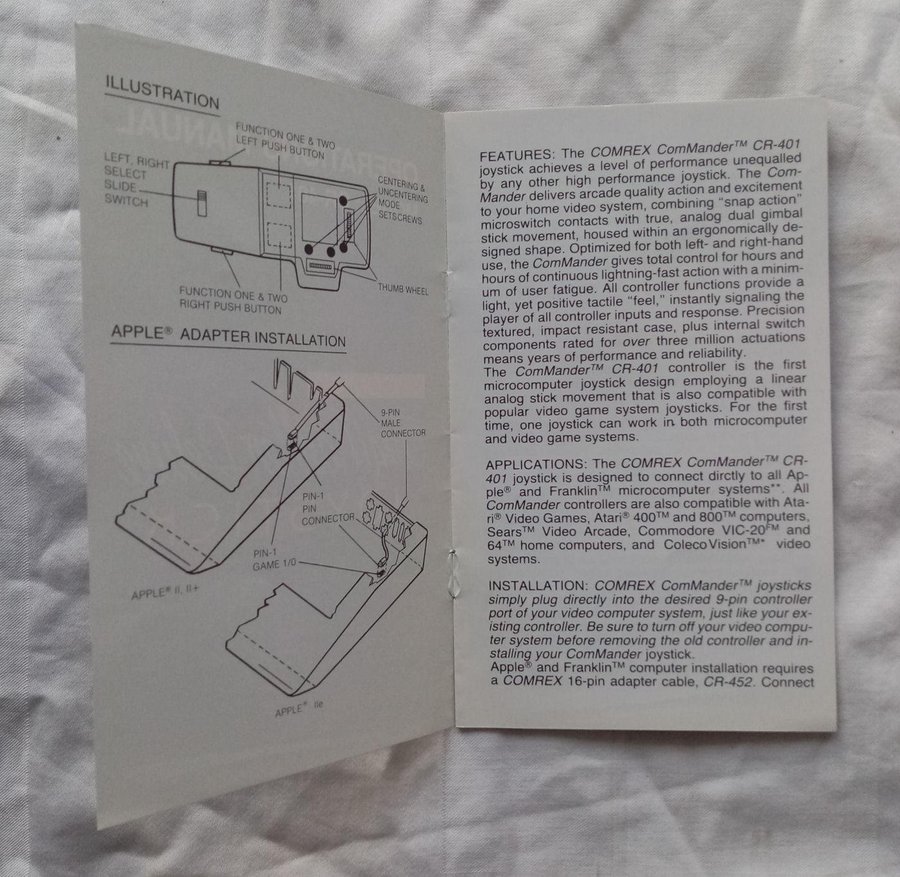 ILLUSTRATION
FUNCTION ONE & TWO
LEFT PUSH BUTTON
LEFT, RIGHT
SELECT
SLIDE
SWITCH
CENTERING &
UNCENTERING
MODE
SETSCREWS
THUMB WHEEL
FUNCTION ONE & TWO
RIGHT PUSH BUTTON
APPLE® ADAPTER INSTALLATION
9-PIN
MALE
CONNECTOR
PIN-1
PIN
CONNECTOR
PIN-1
GAME 1/0
APPLE® II, II+
APPLE® IIe
FEATURES: The COMREX ComMander™ CR-401
joystick achieves a level of performance unequalled
by any other high performance joystick. The Com-
Mander delivers arcade quality action and excitement
to your home video system, combining “snap action”
microswitch contacts with true, analog dual gimbal
stick movement, housed within an ergonomically de-
signed shape. Optimized for both left- and right-hand
use, the ComMander gives total control for hours and
hours of continuous lightning-fast action with a minim-
um of user fatigue. All controller functions provide a
light, yet positive tactile “feel,” instantly signaling the
player of all controller inputs and response. Precision
textured, impact resistant case, plus internal switch
components rated for over three million actuations
means years of performance and reliability.
The ComMander™ CR-401 controller is the first
microcomputer joystick design employing a linear
analog stick movement that is also compatible with
popular video game system joysticks. For the first
time, one joystick can work in both microcomputer
and video game systems.
APPLICATIONS: The COMREX ComMander™ CR-
401 joystick is designed to connect dirctly to all Ap-
ple® and Franklin™ microcomputer systems**. All
ComMander controllers are also compatible with Ata-
ri® Video Games, Atari® 400™ and 800™ computers,
Sears™ Video Arcade, Commodore VIC-20™ and
64™ home computers, and ColecoVision™* video
systems.
INSTALLATION: COMREX ComMander™ joysticks
simply plug directly into the desired 9-pin controller
port of your video computer system, just like your ex-
isting controller. Be sure to turn off your video compu-
ter system before removing the old controller and in-
stalling your ComMander joystick.
Apple® and Franklin™ computer installation requires
a COMREX 16-pin adapter cable, CR-452. Connect